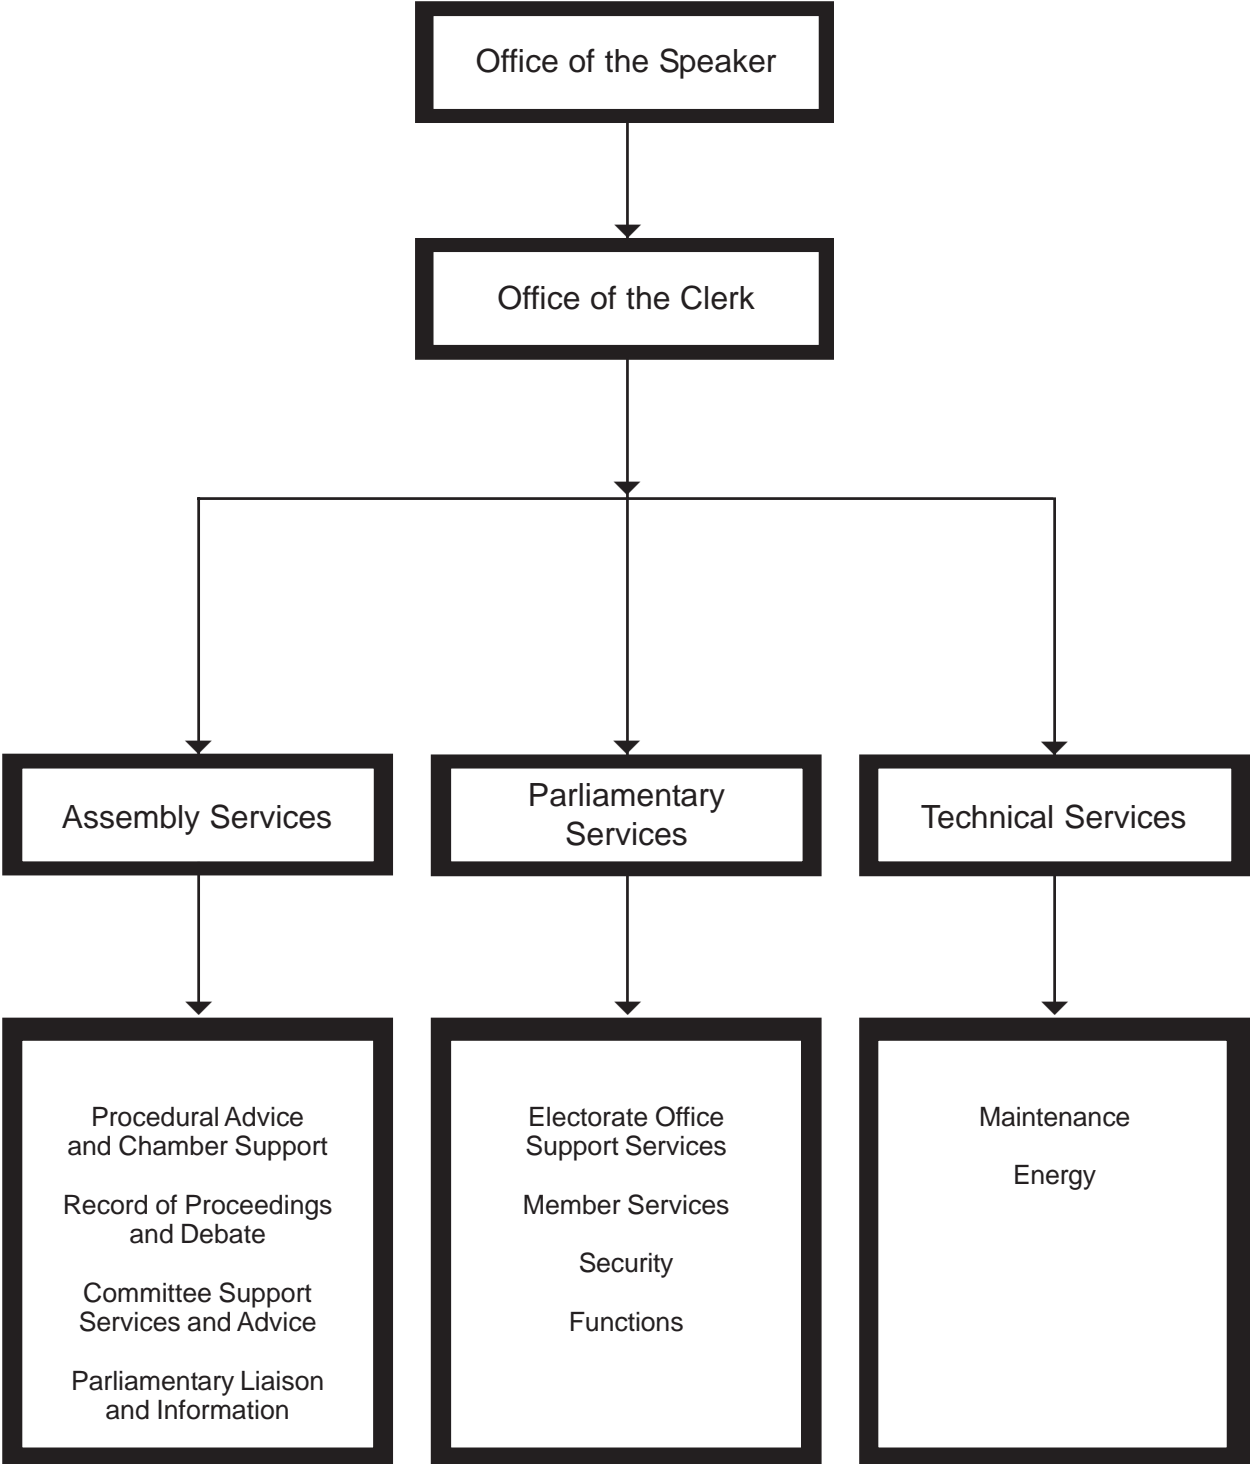 Office of the Speaker
Office of the Clerk
Assembly Services
Parliamentary
Services
Technical Services
Procedural Advice
and Chamber Support
Record of Proceedings
and Debate
Committee Support
Services and Advice
Parliamentary Liaison
and Information
Electorate Office
Support Services
Member Services
Security
Functions
Maintenance
Energy